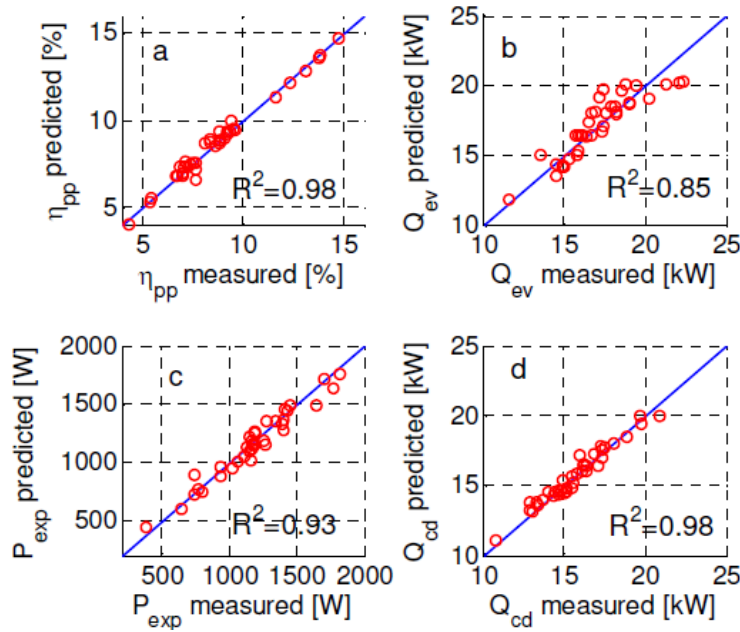 a
η_pp predicted [%]
15
10
5
R²=0.98
5 10 15
η_pp measured [%]
b
Q_ev predicted [kW]
25
20
15
10
R²=0.85
10 15 20 25
Q_ev measured [kW]
c
P_exp predicted [W]
2000
1500
1000
500
R²=0.93
500 1000 1500 2000
P_exp measured [W]
d
Q_cd predicted [kW]
25
20
15
10
R²=0.98
10 15 20 25
Q_cd measured [kW]